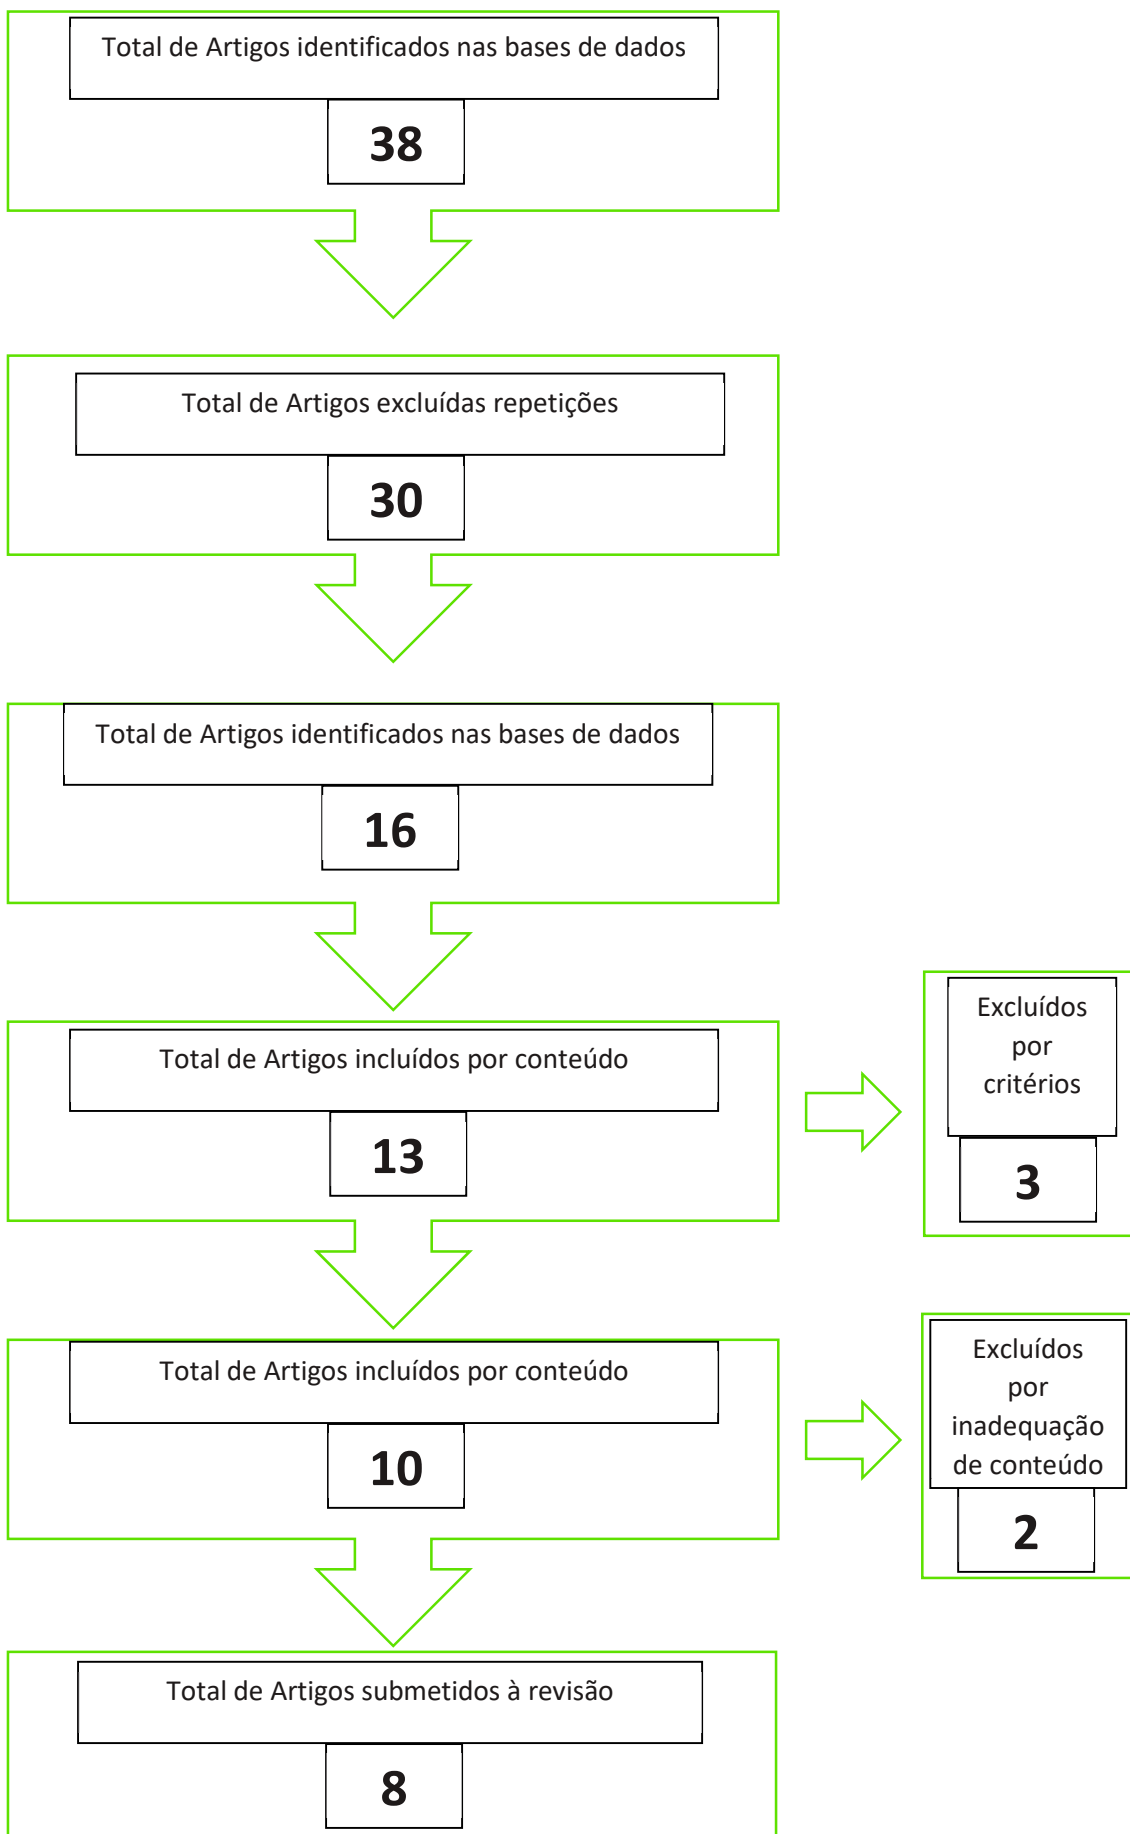 Total de Artigos identificados nas bases de dados
38
Total de Artigos excluídas repetições
30
Total de Artigos identificados nas bases de dados
16
Total de Artigos incluídos por conteúdo
13
Excluídos
por
critérios
3
Total de Artigos incluídos por conteúdo
10
Excluídos
por
inadequação
de conteúdo
2
Total de Artigos submetidos à revisão
8